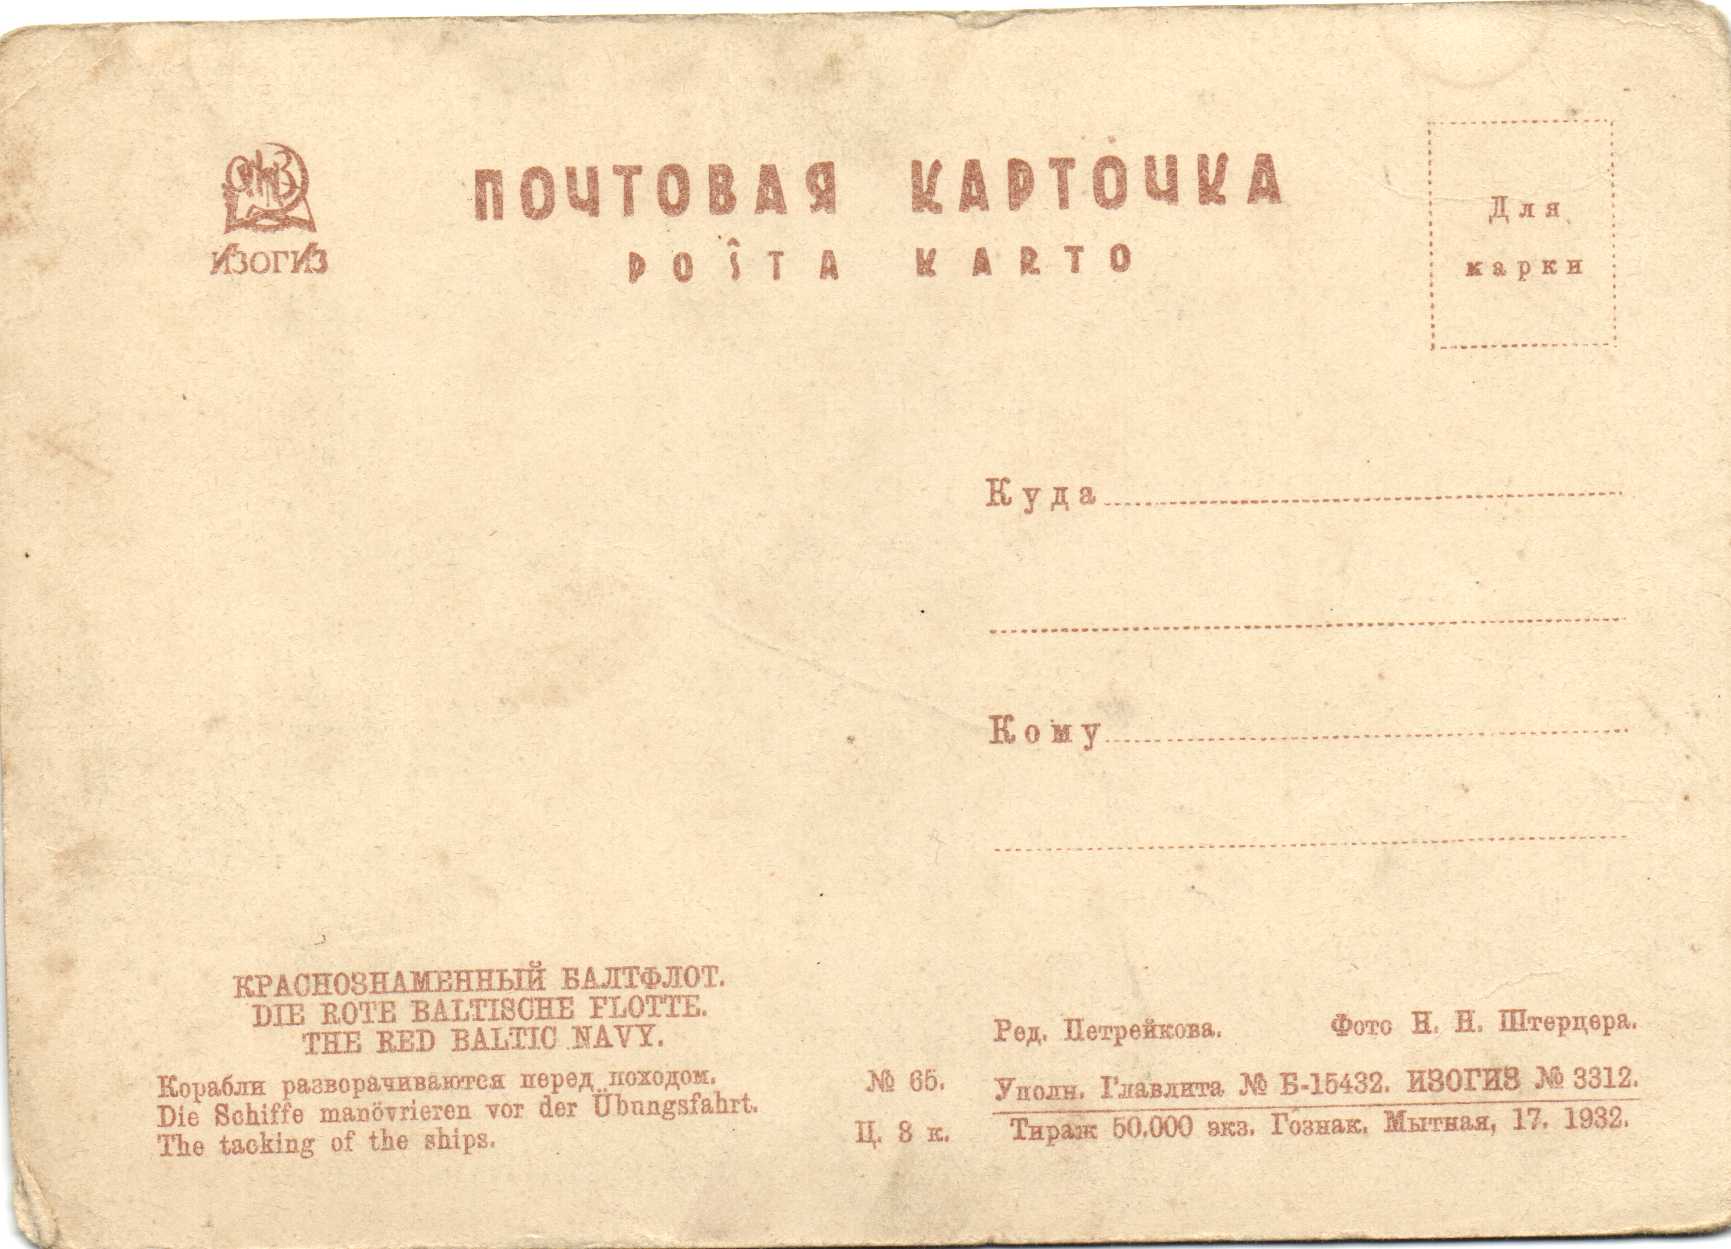 ИЗОГИЗ
ПОЧТОВАЯ КАРТОЧКА
POŜTA KARTO
Для
марки
Куда
Кому
КРАСНОЗНАМЕННЫЙ БАЛТФЛОТ.
DIE ROTE BALTISCHE FLOTTE.
THE RED BALTIC NAVY.
Корабли разворачиваются перед походом.
Die Schiffe manövrieren vor der Übungsfahrt.
The tacking of the ships.
№ 65.
Ц. 8 к.
Ред. Петрейкова. Фото Н. Н. Штерцера.
Уполн. Главлита № Б-15432. ИЗОГИЗ № 3312.
Тираж 50.000 экз. Гознак. Мытная, 17. 1932.